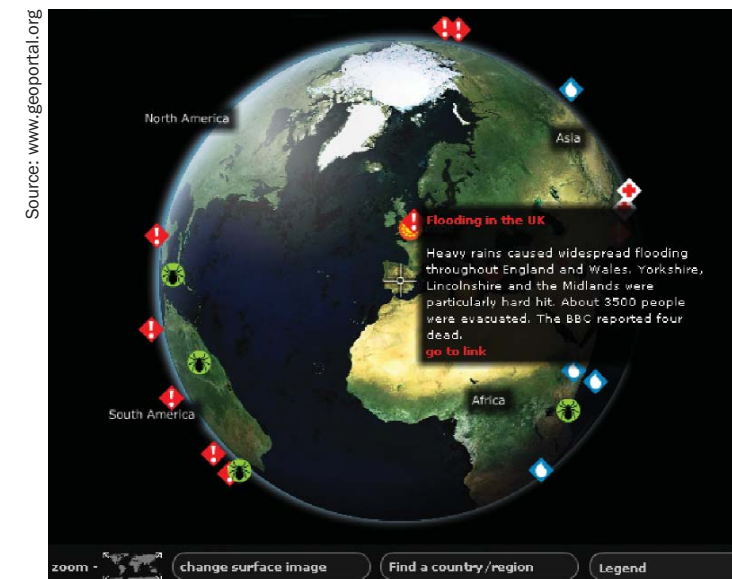 Source: www.geoportal.org
North America
Asia
Flooding in the UK
Heavy rains caused widespread flooding
throughout England and Wales. Yorkshire,
Lincolnshire and the Midlands were
particularly hard hit. About 3500 people
were evacuated. The BBC reported four
dead.
go to link
Africa
South America
zoom -
change surface image
Find a country/region
Legend